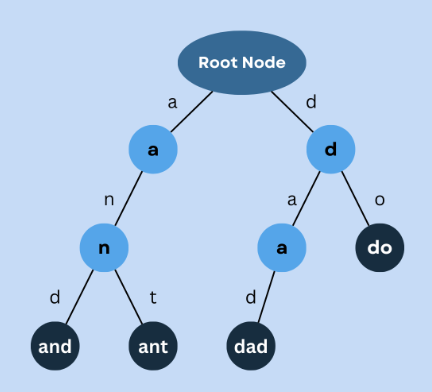 Root Node
a d
a d
n a o
n a do
d t d
and ant dad